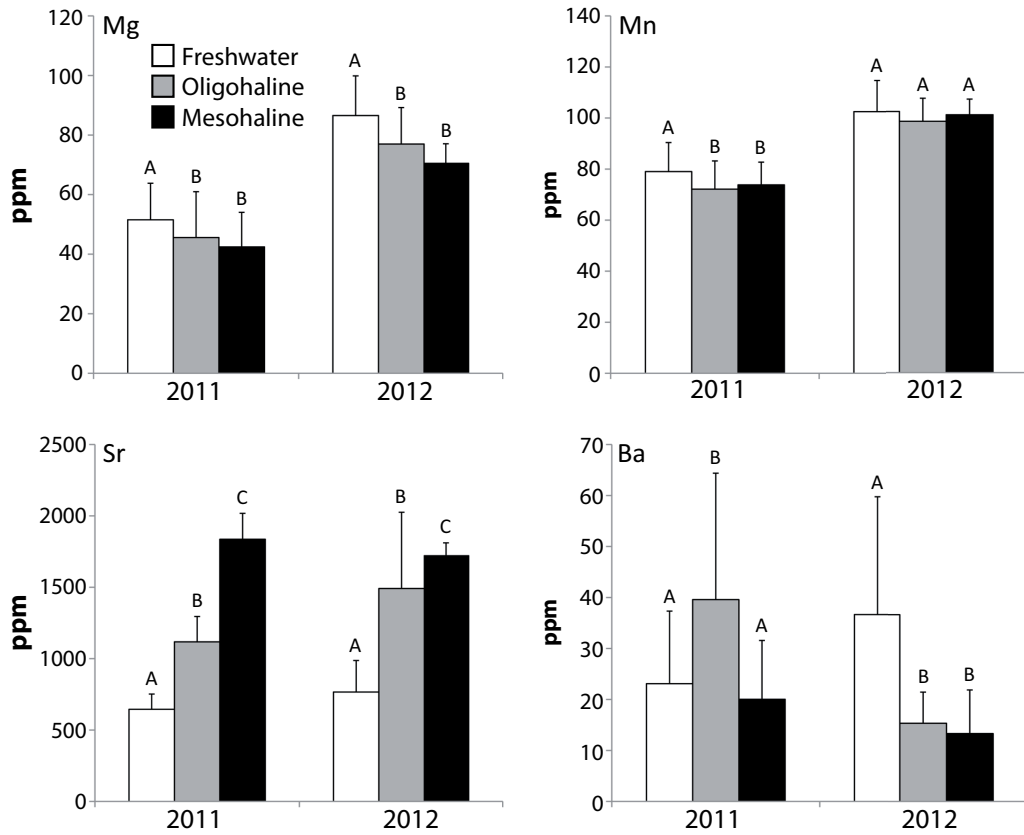 Mg
120
100
80
60
40
20
0
ppm
Freshwater
Oligohaline
Mesohaline
A
B
B
A
B
B
2011
2012
Mn
140
120
100
80
60
40
20
0
ppm
A
B
B
A
A
A
2011
2012
Sr
2500
2000
1500
1000
500
0
ppm
A
B
C
A
B
C
2011
2012
Ba
70
60
50
40
30
20
10
0
ppm
A
B
A
A
B
B
2011
2012